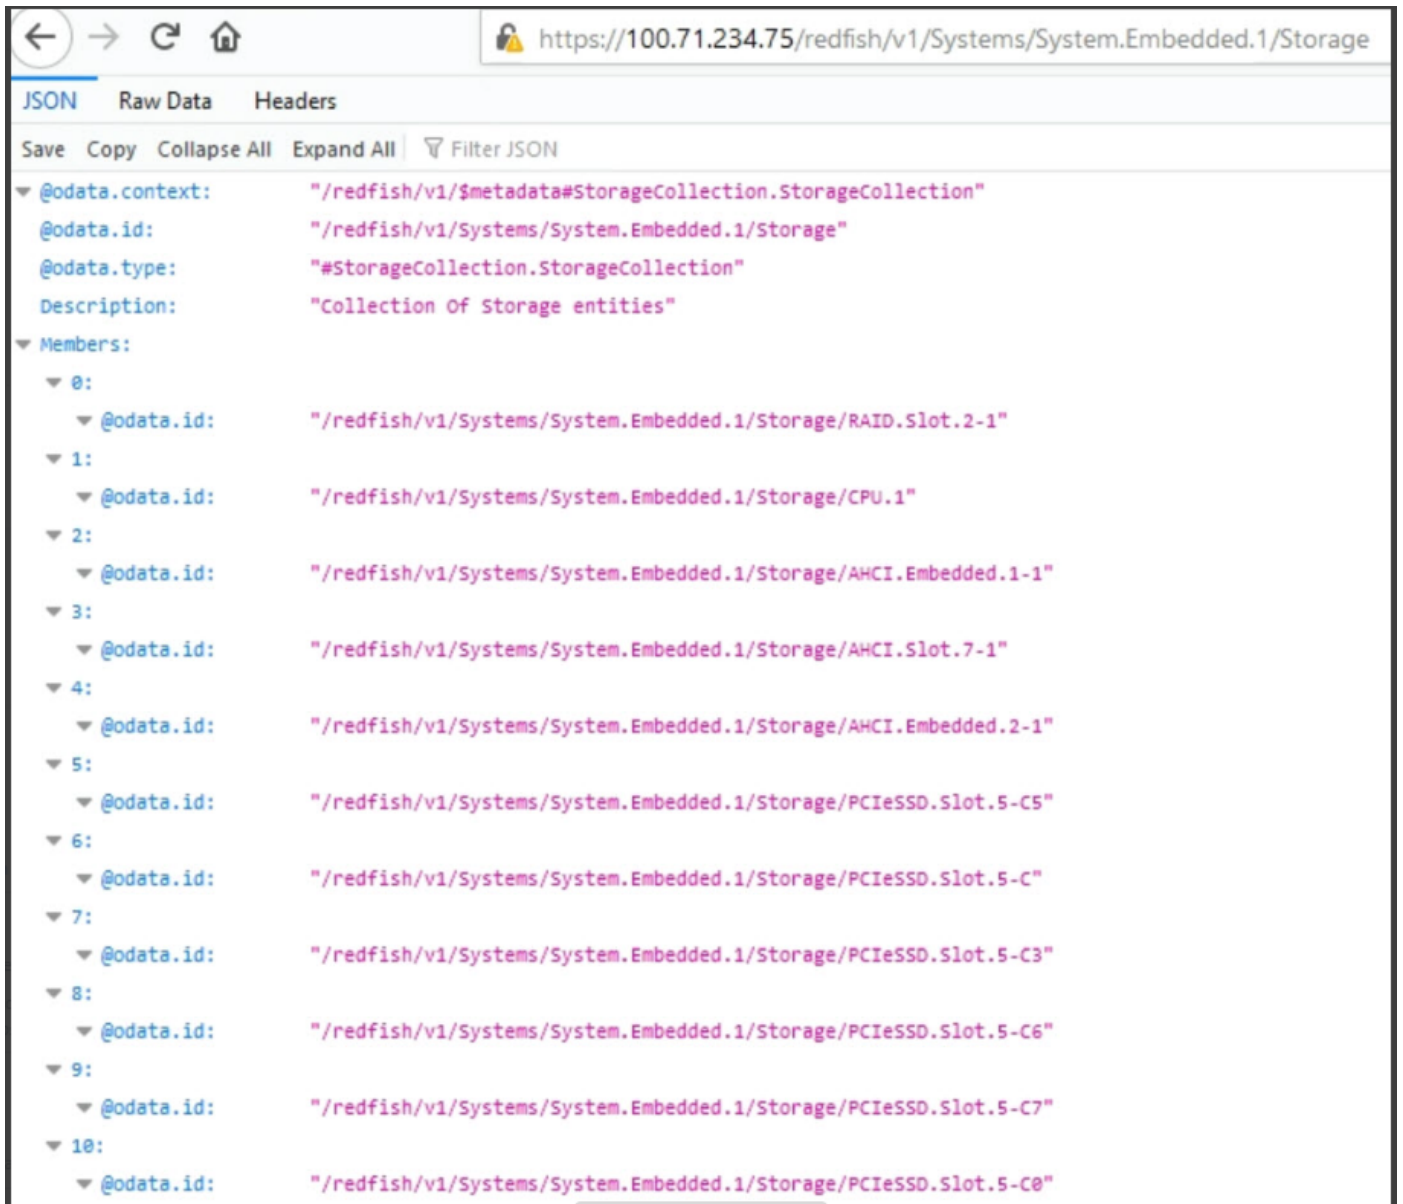 https://100.71.234.75/redfish/v1/Systems/System.Embedded.1/Storage
JSON Raw Data Headers
Save Copy Collapse All Expand All Filter JSON
@odata.context: "/redfish/v1/$metadata#StorageCollection.StorageCollection"
@odata.id: "/redfish/v1/Systems/System.Embedded.1/Storage"
@odata.type: "#StorageCollection.StorageCollection"
Description: "Collection Of Storage entities"
Members:
0:
@odata.id: "/redfish/v1/Systems/System.Embedded.1/Storage/RAID.Slot.2-1"
1:
@odata.id: "/redfish/v1/Systems/System.Embedded.1/Storage/CPU.1"
2:
@odata.id: "/redfish/v1/Systems/System.Embedded.1/Storage/AHCI.Embedded.1-1"
3:
@odata.id: "/redfish/v1/Systems/System.Embedded.1/Storage/AHCI.Slot.7-1"
4:
@odata.id: "/redfish/v1/Systems/System.Embedded.1/Storage/AHCI.Embedded.2-1"
5:
@odata.id: "/redfish/v1/Systems/System.Embedded.1/Storage/PCIeSSD.Slot.5-C5"
6:
@odata.id: "/redfish/v1/Systems/System.Embedded.1/Storage/PCIeSSD.Slot.5-C"
7:
@odata.id: "/redfish/v1/Systems/System.Embedded.1/Storage/PCIeSSD.Slot.5-C3"
8:
@odata.id: "/redfish/v1/Systems/System.Embedded.1/Storage/PCIeSSD.Slot.5-C6"
9:
@odata.id: "/redfish/v1/Systems/System.Embedded.1/Storage/PCIeSSD.Slot.5-C7"
10:
@odata.id: "/redfish/v1/Systems/System.Embedded.1/Storage/PCIeSSD.Slot.5-C0"